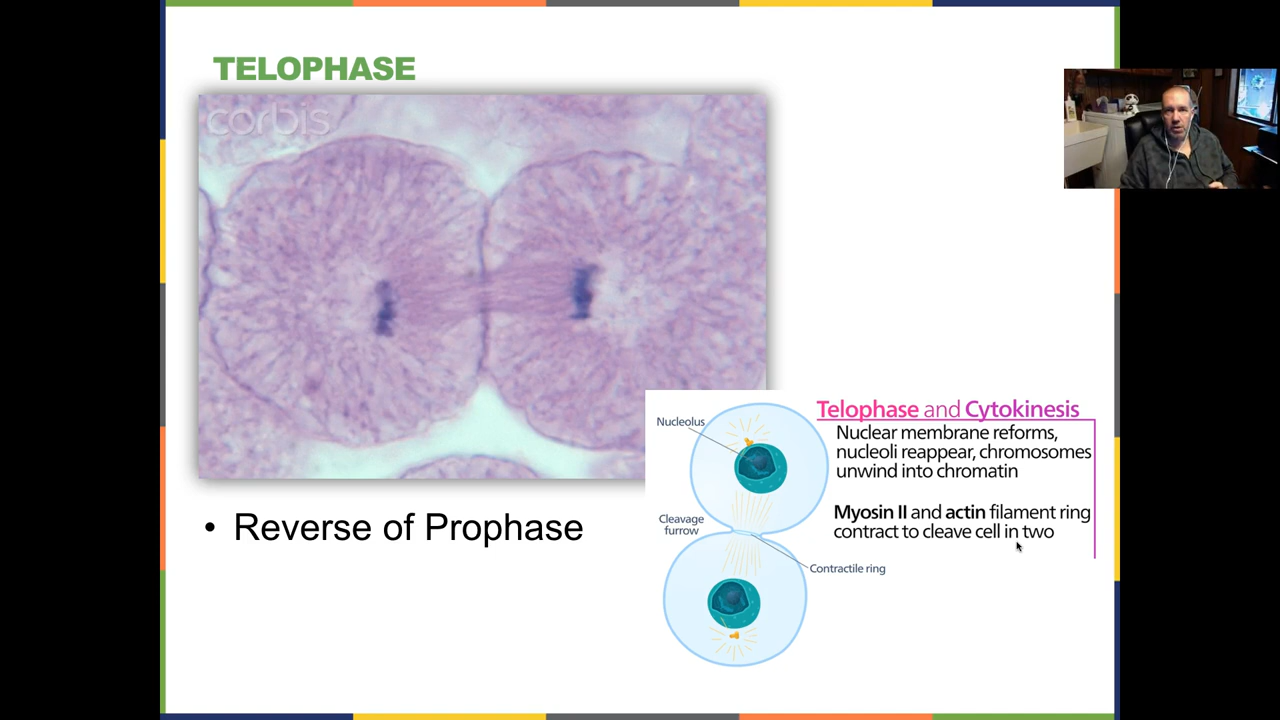 TELOPHASE
corbis
• Reverse of Prophase
Telophase and Cytokinesis
Nucleolus
Nuclear membrane reforms,
nucleoli reappear, chromosomes
unwind into chromatin
Myosin II and actin filament ring
contract to cleave cell in two
Cleavage
furrow
Contractile ring